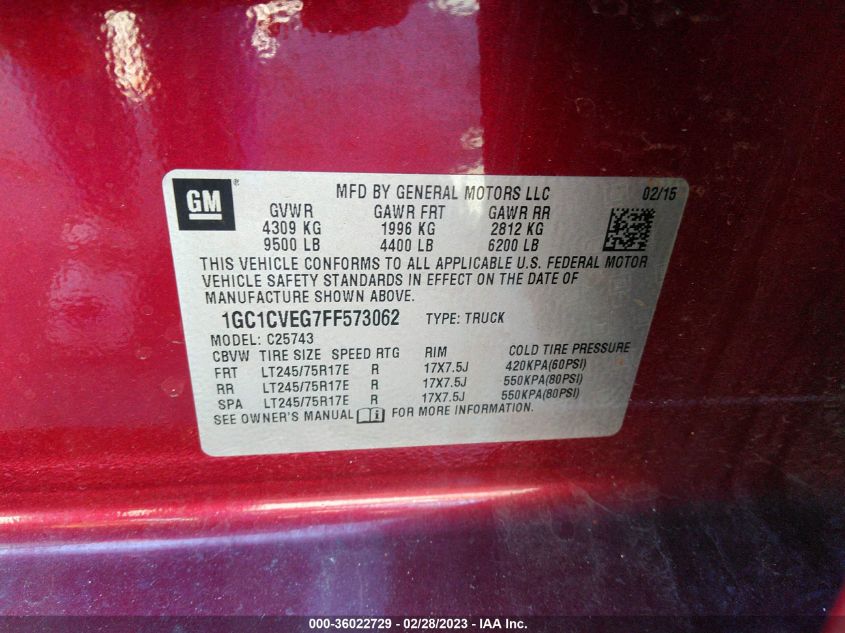 GM ®
MFD BY GENERAL MOTORS LLC 02/15
GVWR GAWR FRT GAWR RR
4309 KG 1996 KG 2812 KG
9500 LB 4400 LB 6200 LB
THIS VEHICLE CONFORMS TO ALL APPLICABLE U.S. FEDERAL MOTOR
VEHICLE SAFETY STANDARDS IN EFFECT ON THE DATE OF
MANUFACTURE SHOWN ABOVE.
1GC1CVEG7FF573062 TYPE: TRUCK
MODEL: C25743
CBVW TIRE SIZE SPEED RTG RIM COLD TIRE PRESSURE
FRT LT245/75R17E R 17X7.5J 420KPA(60PSI)
RR LT245/75R17E R 17X7.5J 550KPA(80PSI)
SPA LT245/75R17E R 17X7.5J 550KPA(80PSI)
SEE OWNER'S MANUAL FOR MORE INFORMATION.
000-36022729 - 02/28/2023 - IAA Inc.